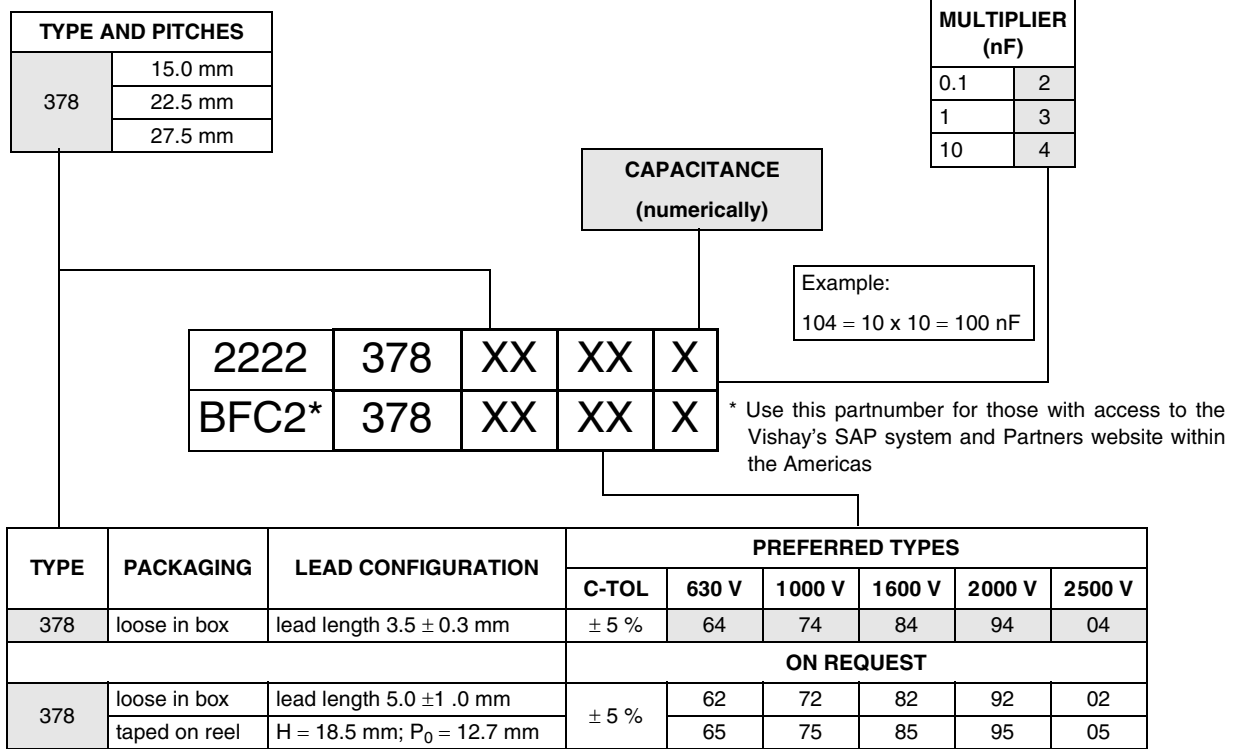 TYPE AND PITCHES
378
15.0 mm
22.5 mm
27.5 mm
MULTIPLIER
(nF)
0.1 2
1 3
10 4
CAPACITANCE
(numerically)
Example:
104 = 10 x 10 = 100 nF
2222 378 XX XX X
BFC2* 378 XX XX X
* Use this partnumber for those with access to the
Vishay's SAP system and Partners website within
the Americas
TYPE PACKAGING LEAD CONFIGURATION PREFERRED TYPES
C-TOL 630 V 1000 V 1600 V 2000 V 2500 V
378 loose in box lead length 3.5 ± 0.3 mm ± 5 % 64 74 84 94 04
ON REQUEST
378 loose in box lead length 5.0 ±1 .0 mm ± 5 % 62 72 82 92 02
taped on reel H = 18.5 mm; P0 = 12.7 mm 65 75 85 95 05